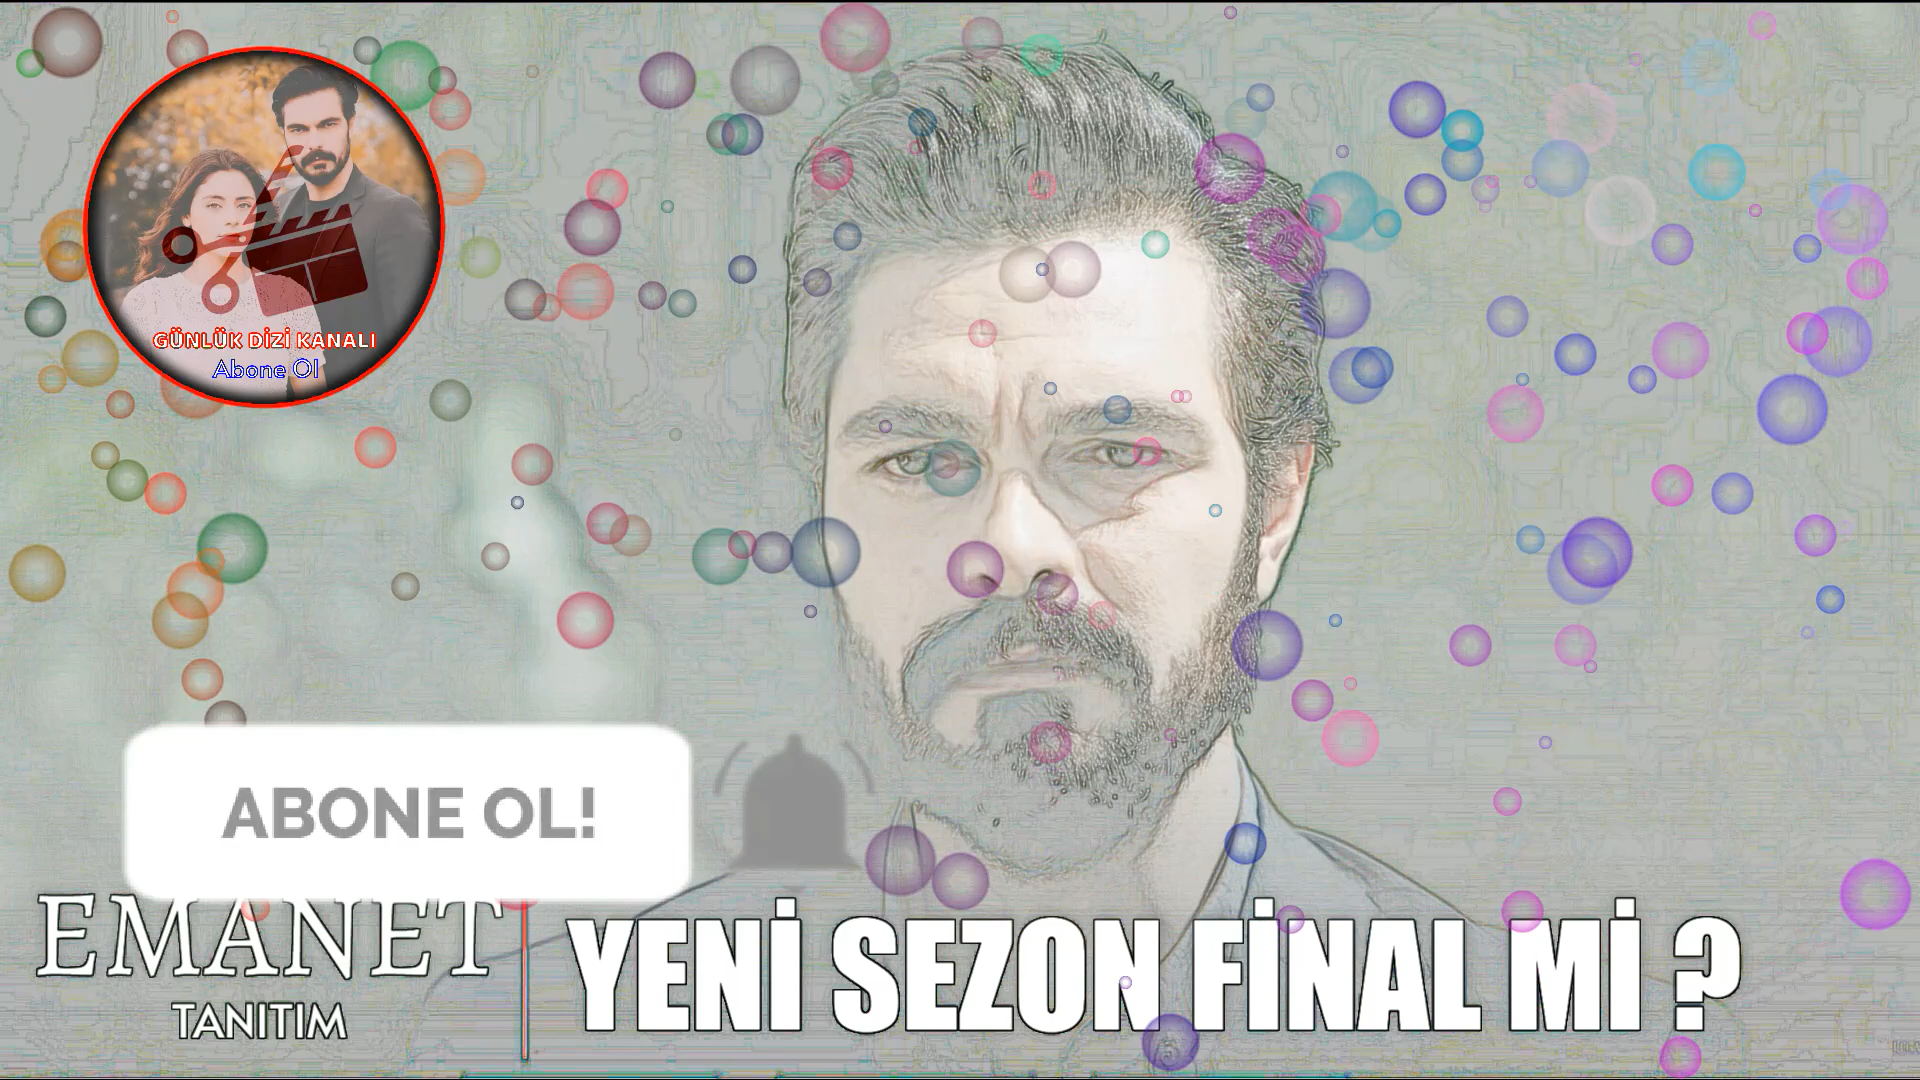 GÜNLÜK DİZİ KANALI
Abone Ol
ABONE OL!
EMANET
TANITIM
YENİ SEZON FİNAL Mİ ?